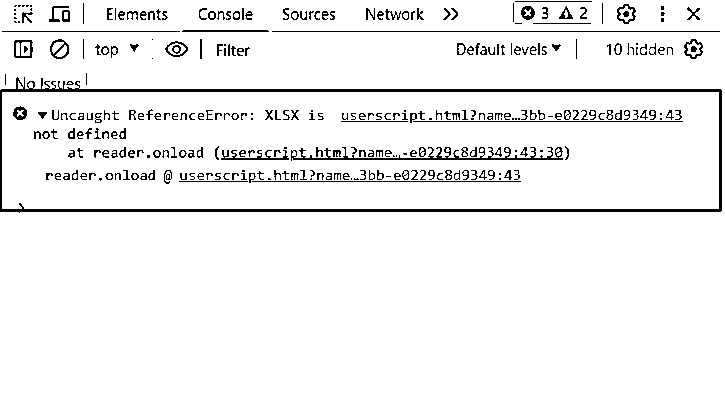 Elements Console Sources Network 3 2
top Filter Default levels 10 hidden
No Issues
Uncaught ReferenceError: XLSX is userscript.html?name…3bb-e0229c8d9349:43
not defined
at reader.onload (userscript.html?name…-e0229c8d9349:43:30)
reader.onload @ userscript.html?name…3bb-e0229c8d9349:43